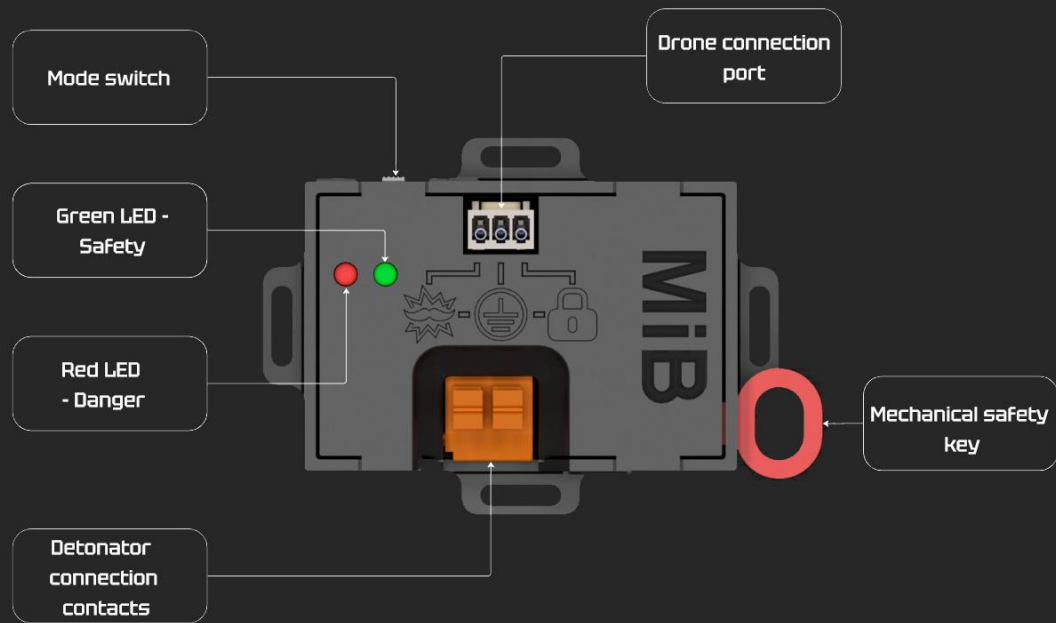 Mode switch
Drone connection
port
Green LED -
Safety
MiB
Red LED
- Danger
Mechanical safety
key
Detonator
connection
contacts